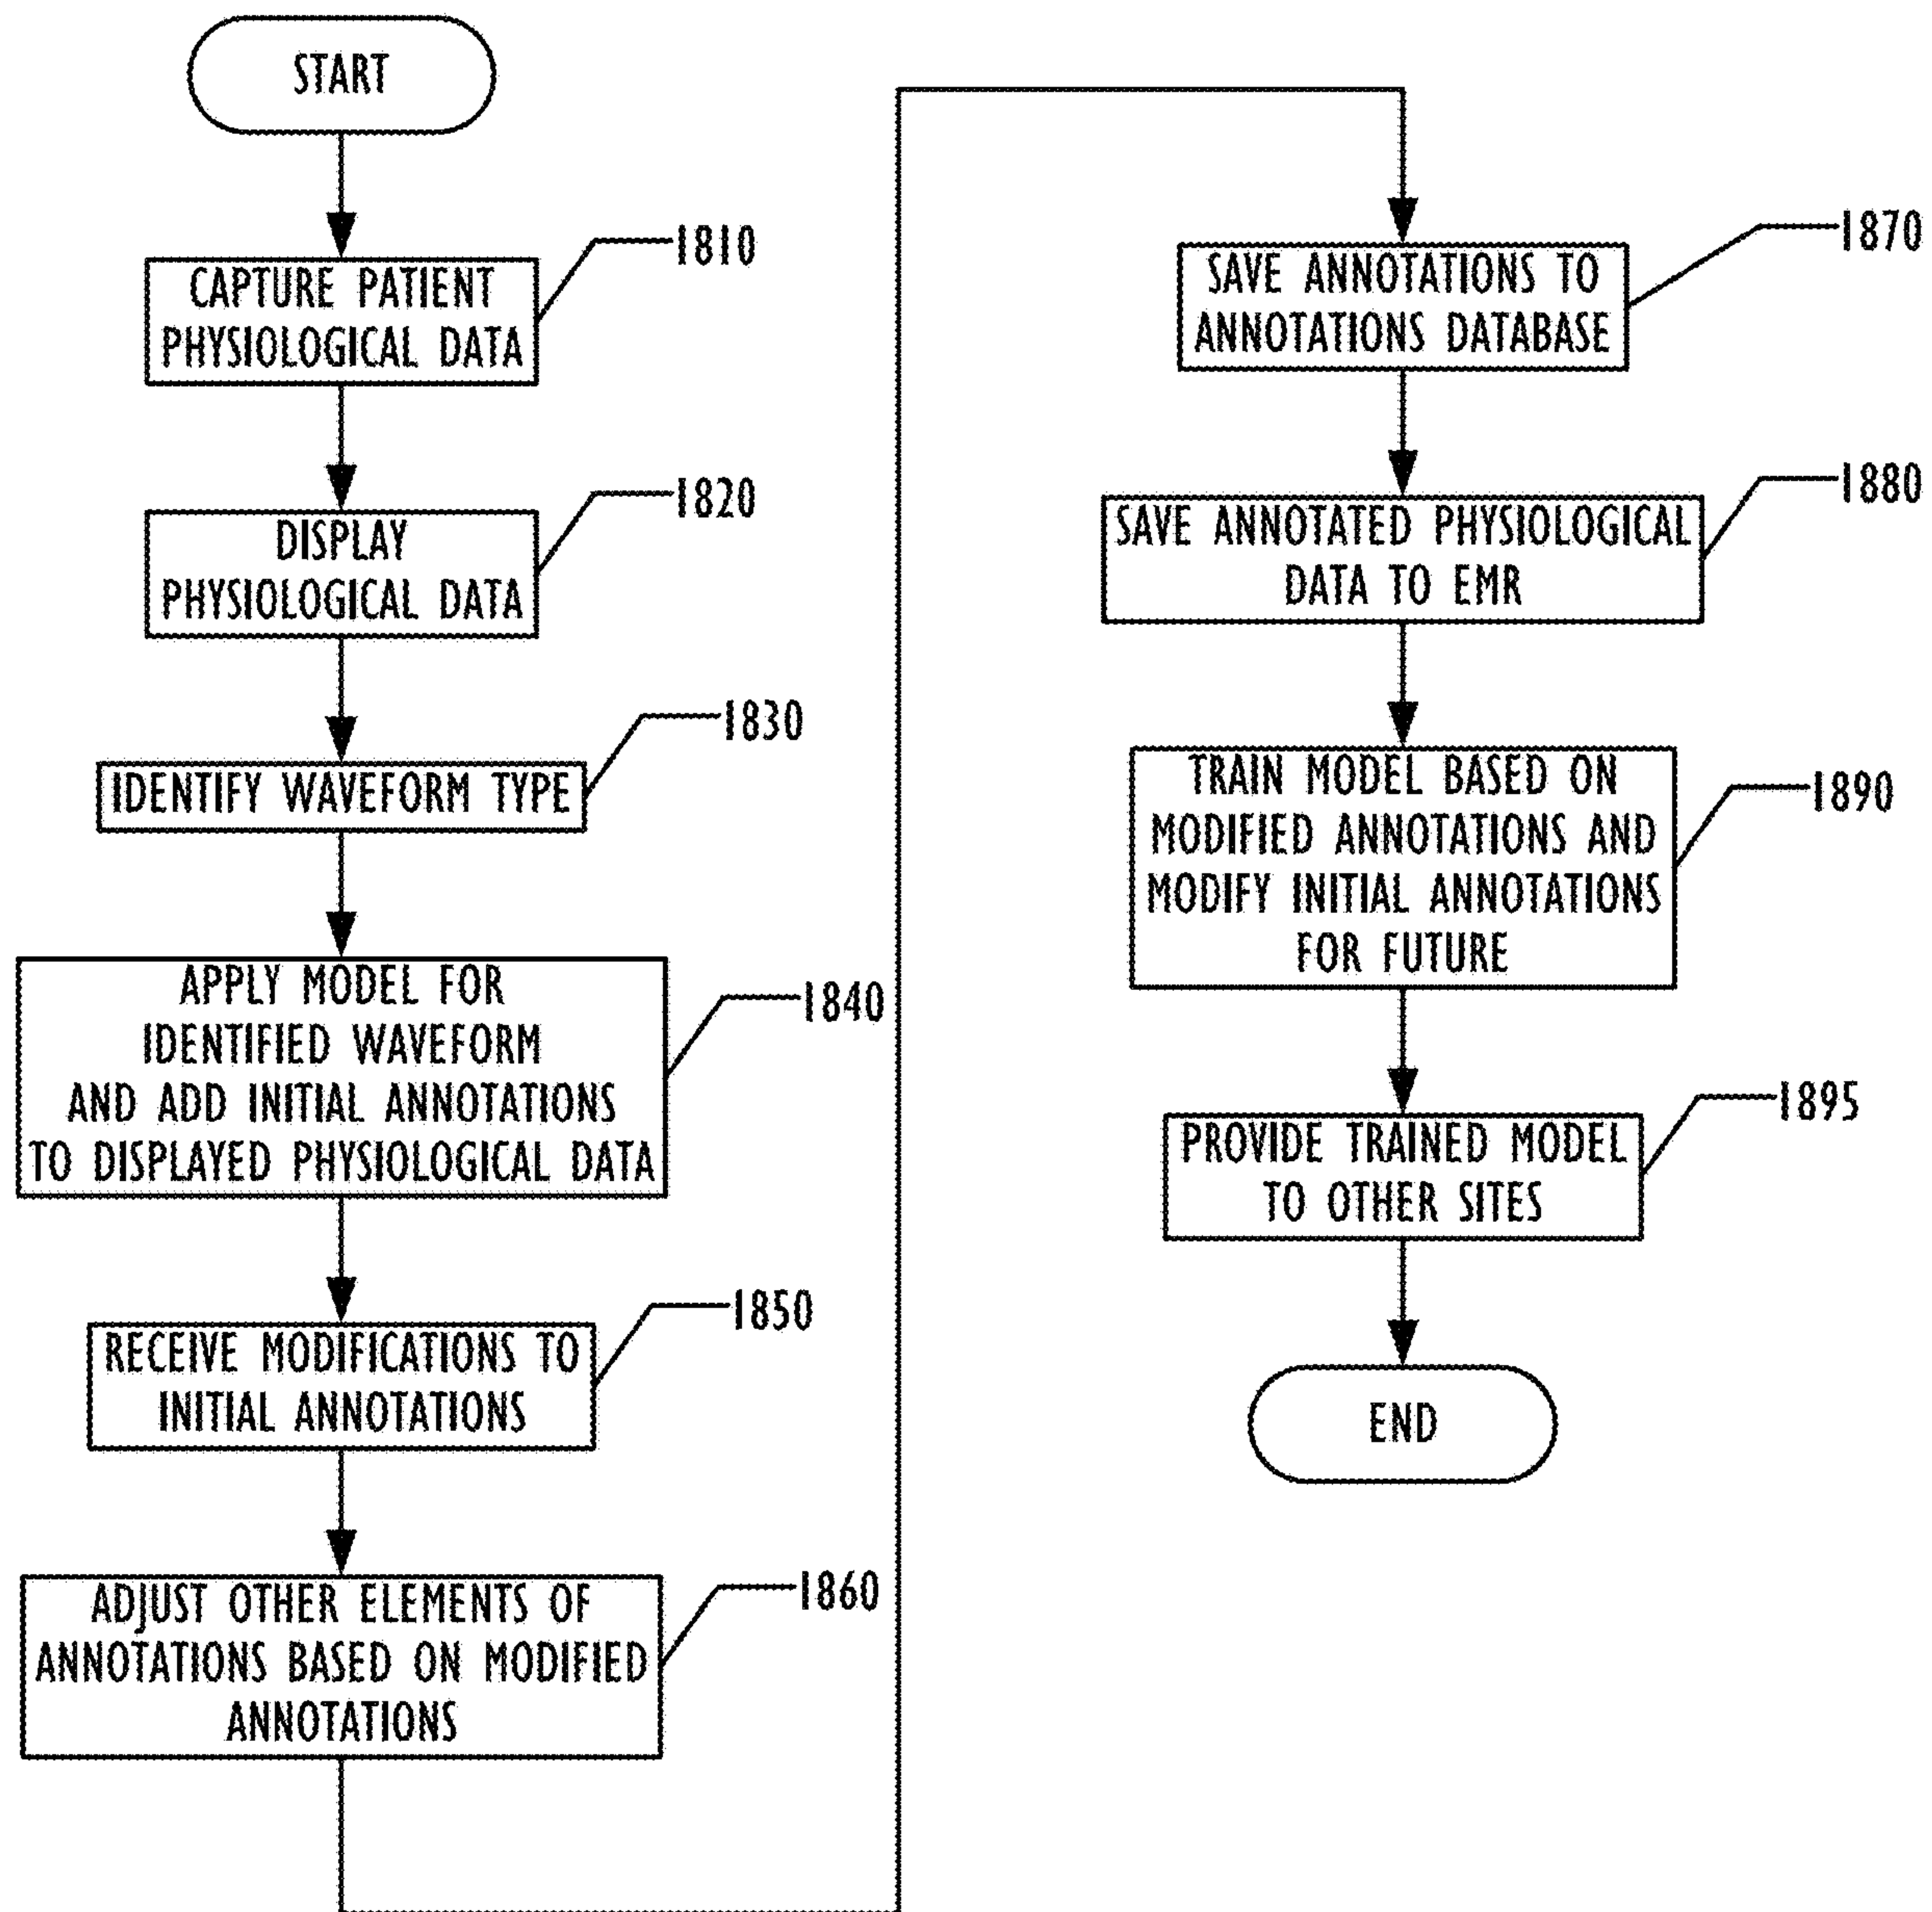 START
CAPTURE PATIENT
PHYSIOLOGICAL DATA
1810
DISPLAY
PHYSIOLOGICAL DATA
1820
IDENTIFY WAVEFORM TYPE
1830
APPLY MODEL FOR
IDENTIFIED WAVEFORM
AND ADD INITIAL ANNOTATIONS
TO DISPLAYED PHYSIOLOGICAL DATA
1840
RECEIVE MODIFICATIONS TO
INITIAL ANNOTATIONS
1850
ADJUST OTHER ELEMENTS OF
ANNOTATIONS BASED ON MODIFIED
ANNOTATIONS
1860
SAVE ANNOTATIONS TO
ANNOTATIONS DATABASE
1870
SAVE ANNOTATED PHYSIOLOGICAL
DATA TO EMR
1880
TRAIN MODEL BASED ON
MODIFIED ANNOTATIONS AND
MODIFY INITIAL ANNOTATIONS
FOR FUTURE
1890
PROVIDE TRAINED MODEL
TO OTHER SITES
1895
END